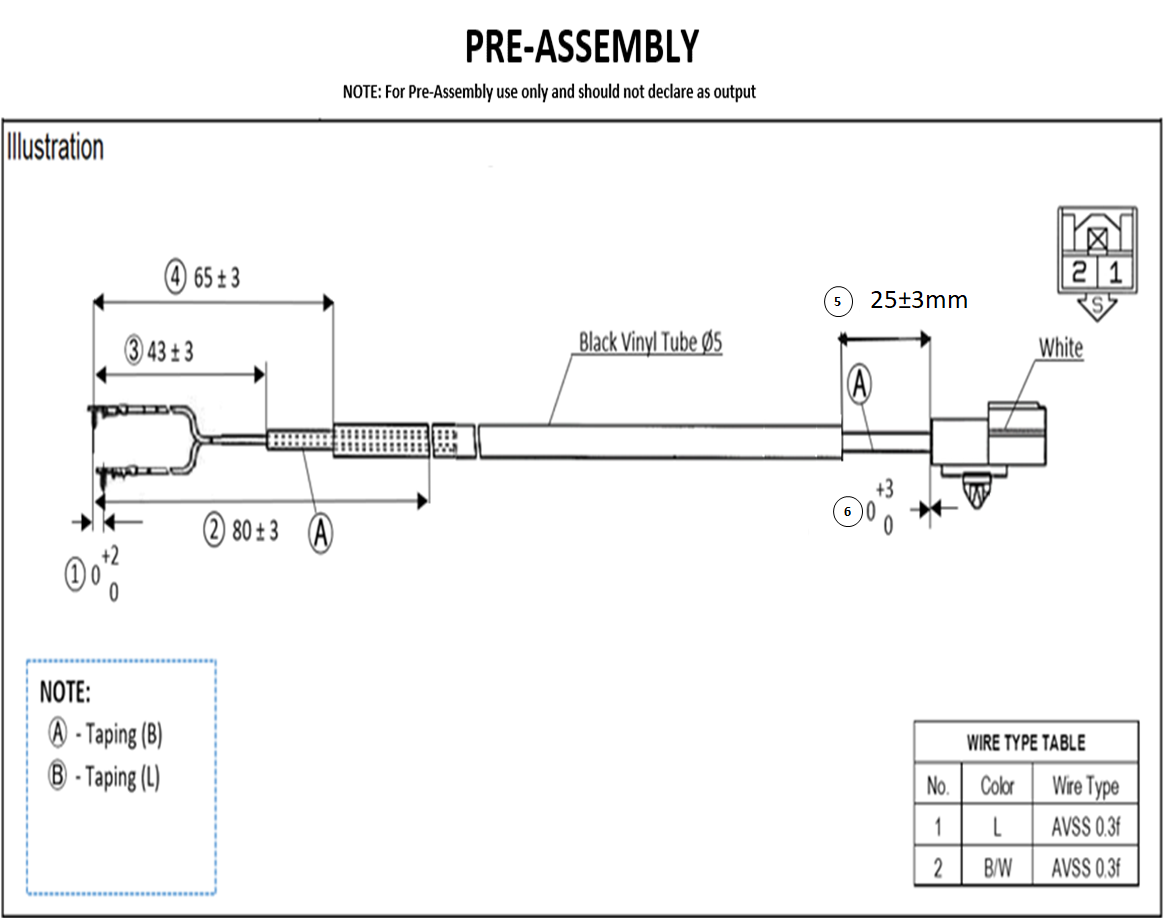 PRE-ASSEMBLY
NOTE: For Pre-Assembly use only and should not declare as output
Illustration
2 1
S
④ 65 ± 3
⑤ 25±3mm
③ 43 ± 3
Black Vinyl Tube Ø5
White
Ⓐ
② 80 ± 3
Ⓐ
⑥ 0 +3 0
① 0 +2 0
NOTE:
Ⓐ - Taping (B)
Ⓑ - Taping (L)
WIRE TYPE TABLE
No. Color Wire Type
1 L AVSS 0.3f
2 B/W AVSS 0.3f